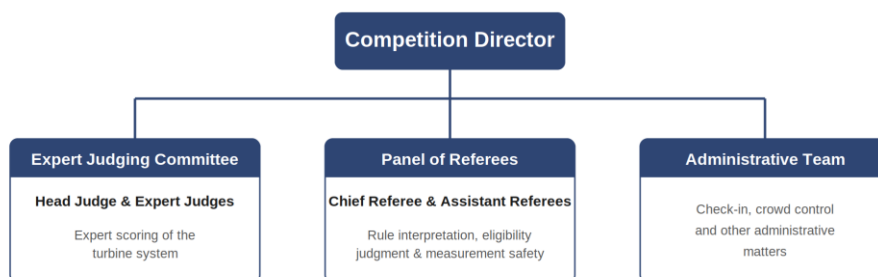 Competition Director
Expert Judging Committee
Head Judge & Expert Judges
Expert scoring of the
turbine system
Panel of Referees
Chief Referee & Assistant Referees
Rule interpretation, eligibility
judgment & measurement safety
Administrative Team
Check-in, crowd control
and other administrative
matters